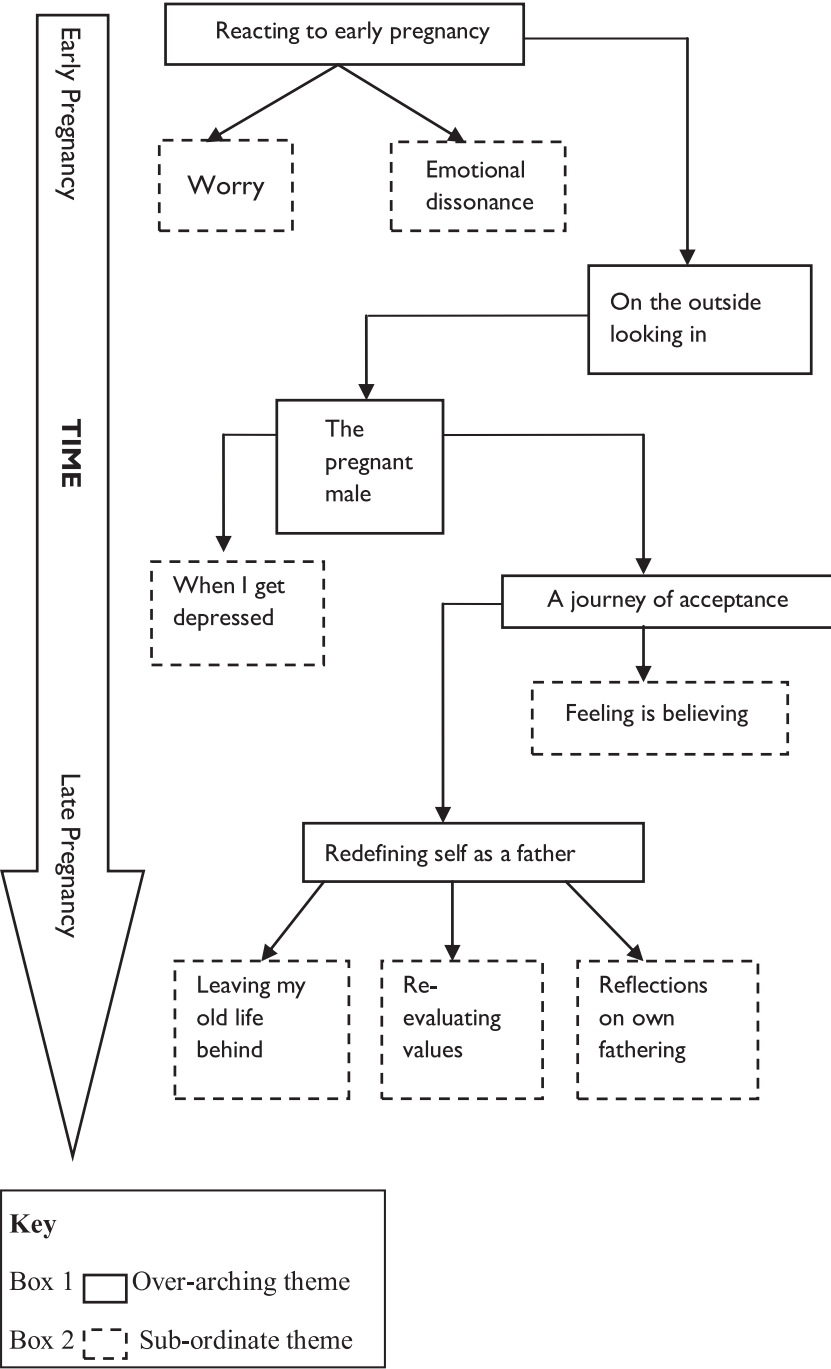 Reacting to early pregnancy
Early Pregnancy
Worry
Emotional
dissonance
On the outside
looking in
TIME
The
pregnant
male
When I get
depressed
A journey of acceptance
Feeling is believing
Late Pregnancy
Redefining self as a father
Leaving my
old life
behind
Re-
evaluating
values
Reflections
on own
fathering
Key
Box 1 Over-arching theme
Box 2 Sub-ordinate theme